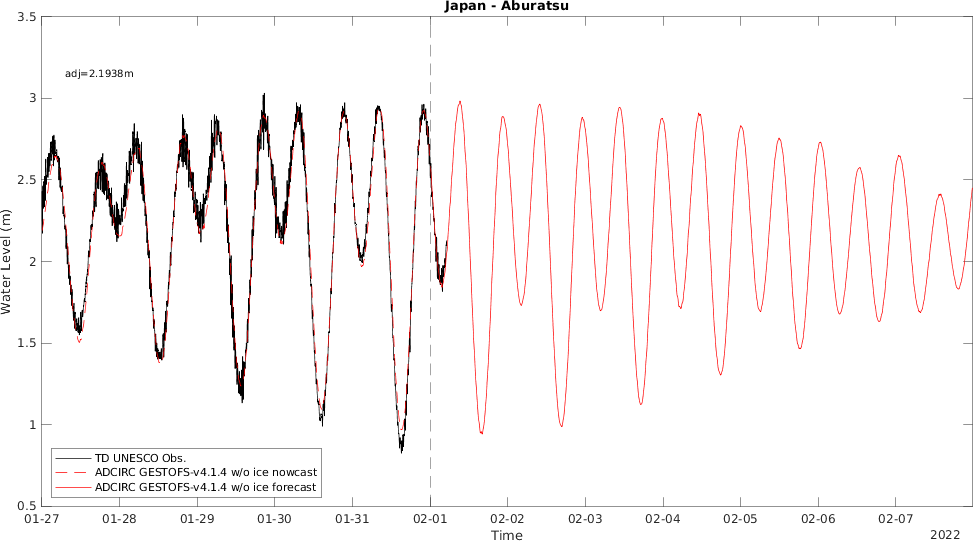 Japan - Aburatsu
3.5
adj=2.1938m
3
2.5
Water Level (m)
2
1.5
1
TD UNESCO Obs.
ADCIRC GESTOFS-v4.1.4 w/o ice nowcast
ADCIRC GESTOFS-v4.1.4 w/o ice forecast
0.5
01-27 01-28 01-29 01-30 01-31 02-01 02-02 02-03 02-04 02-05 02-06 02-07
Time
2022